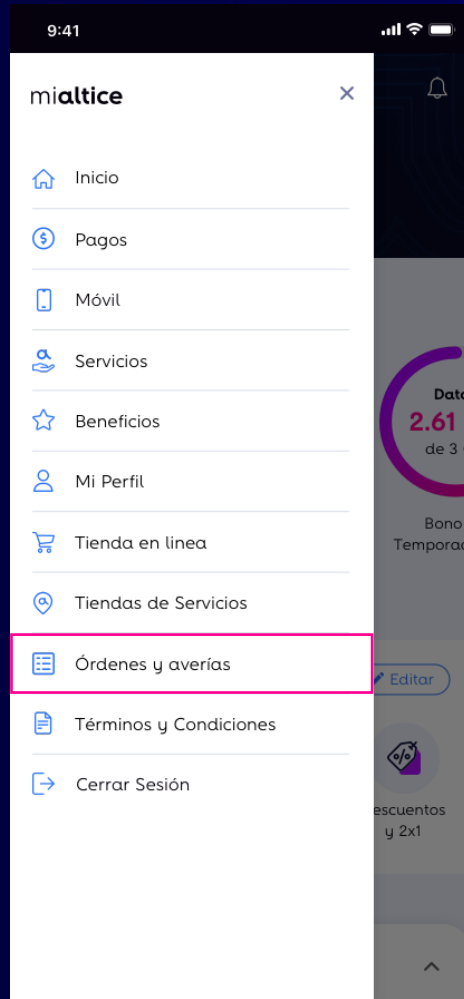 9:41
mialtice
Inicio
Pagos
Móvil
Servicios
Beneficios
Mi Perfil
Tienda en linea
Tiendas de Servicios
Órdenes y averías
Términos y Condiciones
Cerrar Sesión
2.61
de 3
Bono
Editar
y 2x1